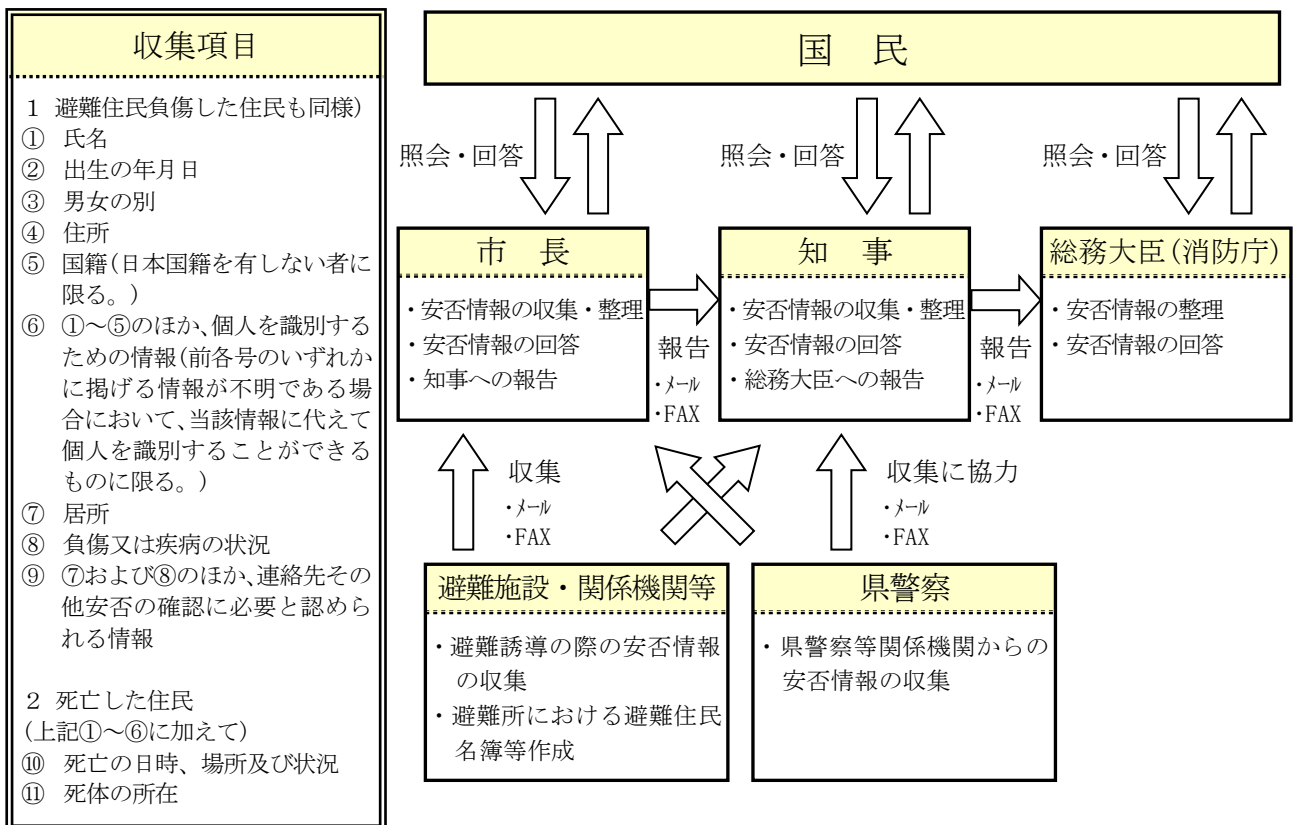 収集項目
１ 避難住民負傷した住民も同様)
① 氏名
② 出生の年月日
③ 男女の別
④ 住所
⑤ 国籍(日本国籍を有しない者に
限る。)
⑥ ①～⑤のほか、個人を識別する
ための情報(前各号のいずれか
に掲げる情報が不明である場
合において、当該情報に代えて
個人を識別することができる
ものに限る。)
⑦ 居所
⑧ 負傷又は疾病の状況
⑨ ⑦および⑧のほか、連絡先その
他安否の確認に必要と認めら
れる情報
２ 死亡した住民
(上記①～⑥に加えて)
⑩ 死亡の日時、場所及び状況
⑪ 死体の所在
国　民
照会・回答
照会・回答
照会・回答
市　長
・安否情報の収集・整理
・安否情報の回答
・知事への報告
報告
・ﾒｰﾙ
・FAX
知　事
・安否情報の収集・整理
・安否情報の回答
・総務大臣への報告
報告
・ﾒｰﾙ
・FAX
総務大臣(消防庁)
・安否情報の整理
・安否情報の回答
収集
・ﾒｰﾙ
・FAX
収集に協力
・ﾒｰﾙ
・FAX
避難施設・関係機関等
・避難誘導の際の安否情報
の収集
・避難所における避難住民
名簿等作成
県警察
・県警察等関係機関からの
安否情報の収集